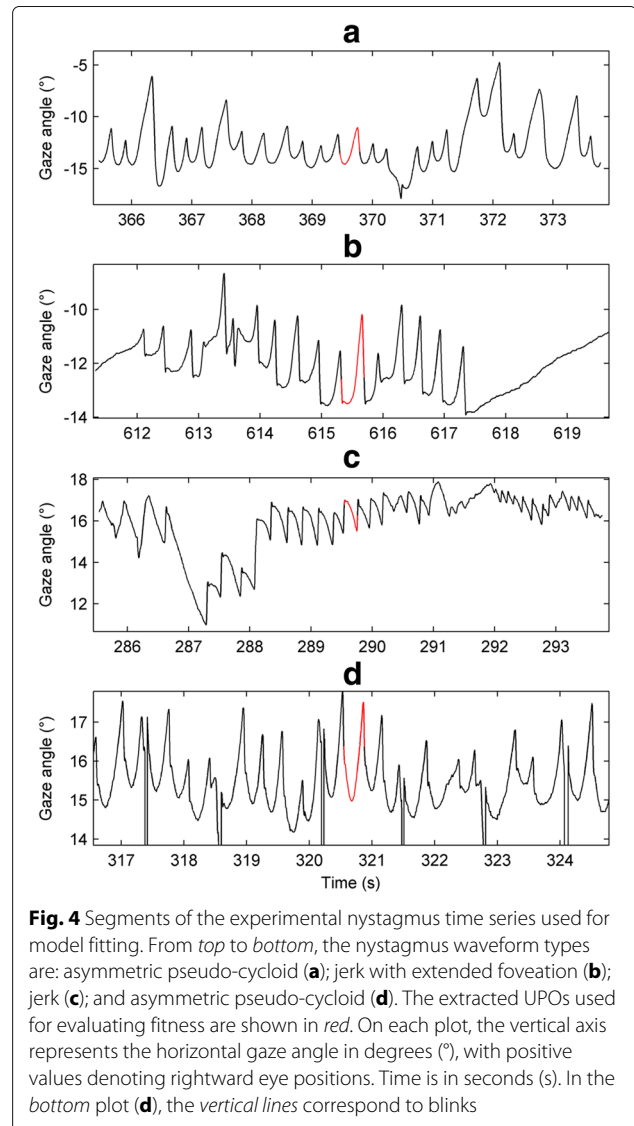 a
Gaze angle (°)
-5
-10
-15
366 367 368 369 370 371 372 373
b
Gaze angle (°)
-10
-12
-14
612 613 614 615 616 617 618 619
c
Gaze angle (°)
18
16
14
12
286 287 288 289 290 291 292 293
d
Gaze angle (°)
17
16
15
14
317 318 319 320 321 322 323 324
Time (s)
Fig. 4 Segments of the experimental nystagmus time series used for
model fitting. From top to bottom, the nystagmus waveform types
are: asymmetric pseudo-cycloid (a); jerk with extended foveation (b);
jerk (c); and asymmetric pseudo-cycloid (d). The extracted UPOs used
for evaluating fitness are shown in red. On each plot, the vertical axis
represents the horizontal gaze angle in degrees (°), with positive
values denoting rightward eye positions. Time is in seconds (s). In the
bottom plot (d), the vertical lines correspond to blinks